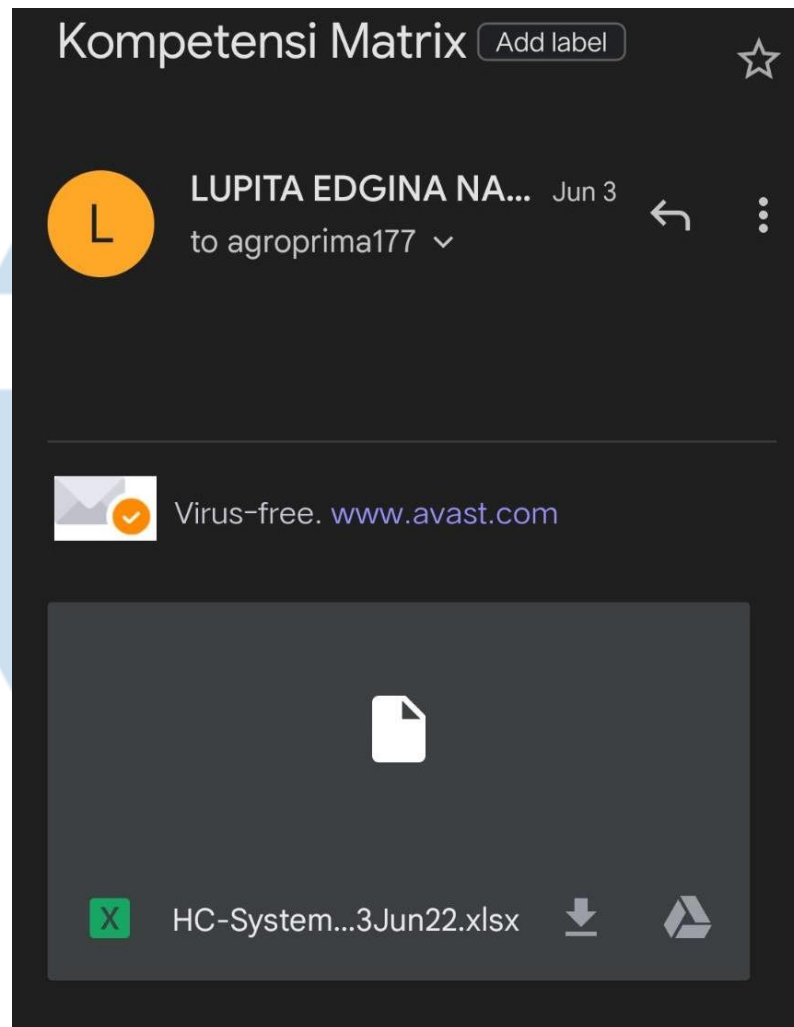 Kompetensi Matrix Add label
L
LUPITA EDGINA NA... Jun 3
to agroprima177
Virus-free. www.avast.com
X HC-System...3Jun22.xlsx